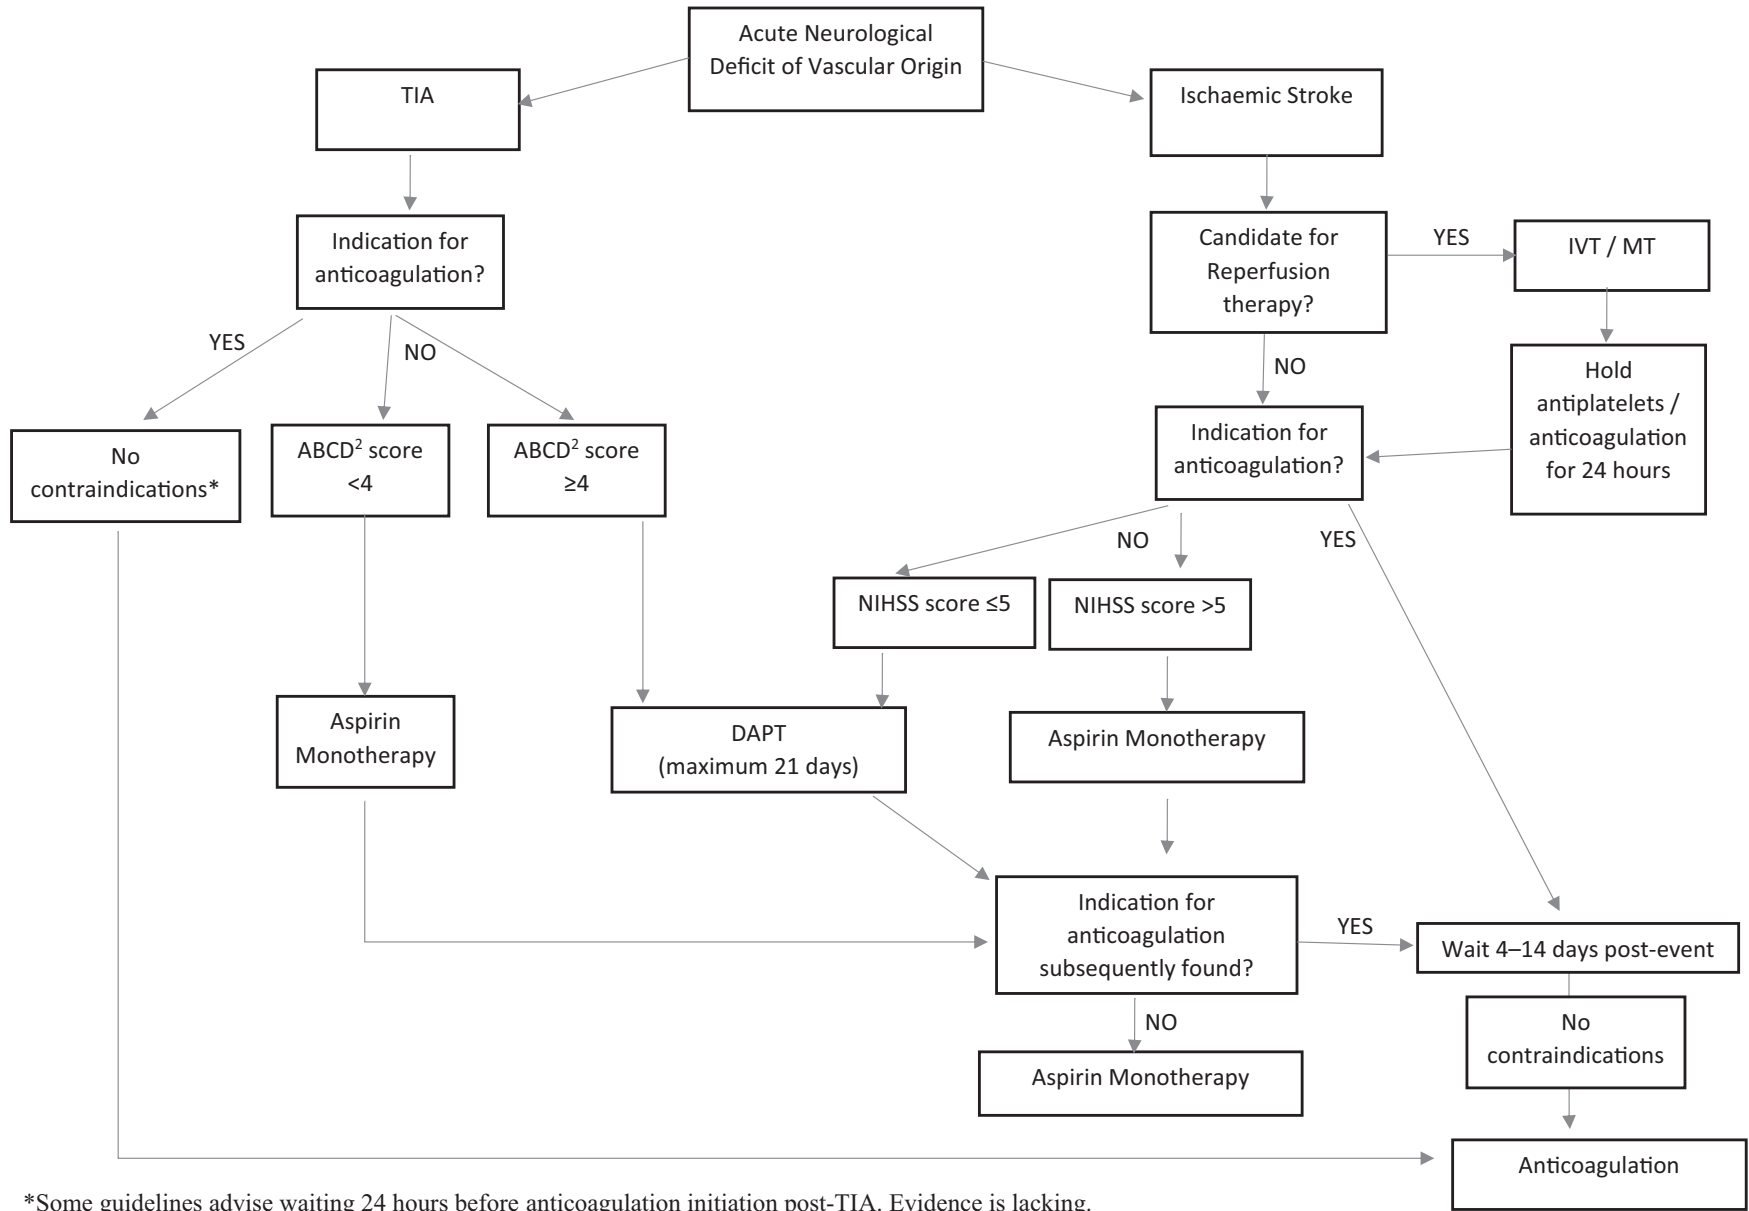 Acute Neurological
Deficit of Vascular Origin
TIA
Ischaemic Stroke
Indication for
anticoagulation?
Candidate for
Reperfusion
therapy?
YES
IVT / MT
YES
NO
NO
Hold
antiplatelets /
anticoagulation
for 24 hours
No
contraindications*
ABCD² score
<4
ABCD² score
≥4
Indication for
anticoagulation?
NO
YES
NIHSS score ≤5
NIHSS score >5
Aspirin
Monotherapy
DAPT
(maximum 21 days)
Aspirin Monotherapy
Indication for
anticoagulation
subsequently found?
YES
Wait 4–14 days post-event
NO
No
contraindications
Aspirin Monotherapy
Anticoagulation
*Some guidelines advise waiting 24 hours before anticoagulation initiation post-TIA. Evidence is lacking.